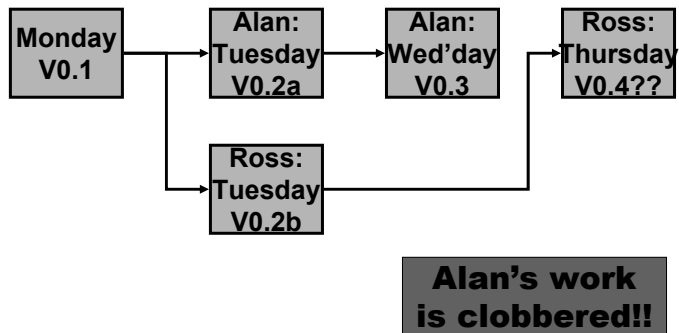 Monday
V0.1
Alan:
Tuesday
V0.2a
Alan:
Wed’day
V0.3
Ross:
Thursday
V0.4??
Ross:
Tuesday
V0.2b
Alan’s work
is clobbered!!